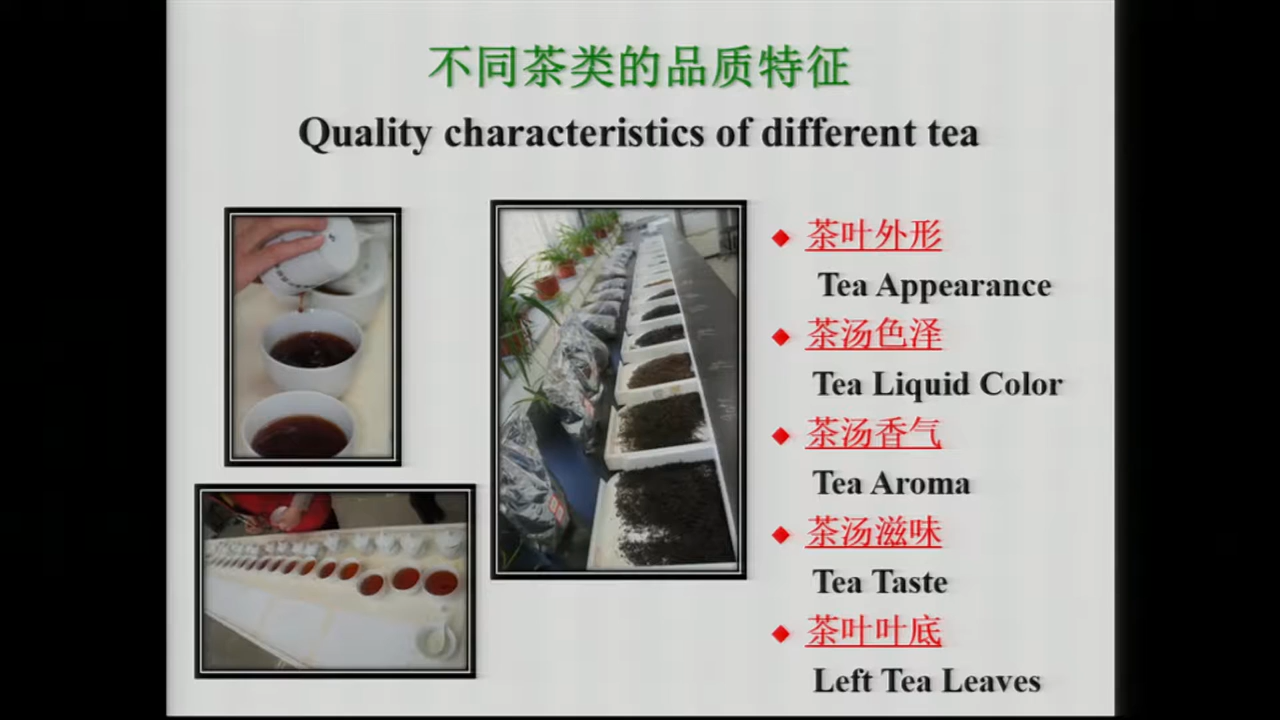 不同茶类的品质特征
Quality characteristics of different tea
茶叶外形
Tea Appearance
茶汤色泽
Tea Liquid Color
茶汤香气
Tea Aroma
茶汤滋味
Tea Taste
茶叶叶底
Left Tea Leaves